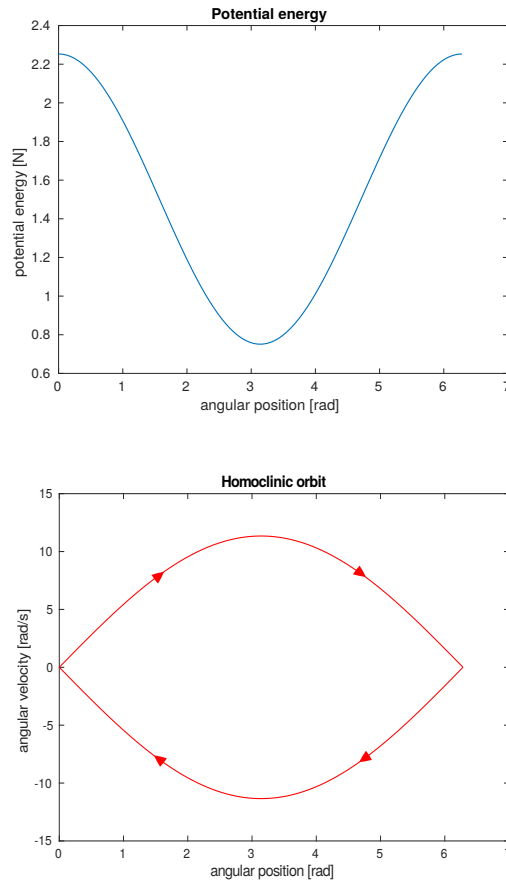 Potential energy
2.4
2.2
2
1.8
1.6
1.4
1.2
1
0.8
0.6
potential energy [N]
0 1 2 3 4 5 6 7
angular position [rad]
Homoclinic orbit
15
10
5
0
-5
-10
-15
angular velocity [rad/s]
0 1 2 3 4 5 6 7
angular position [rad]